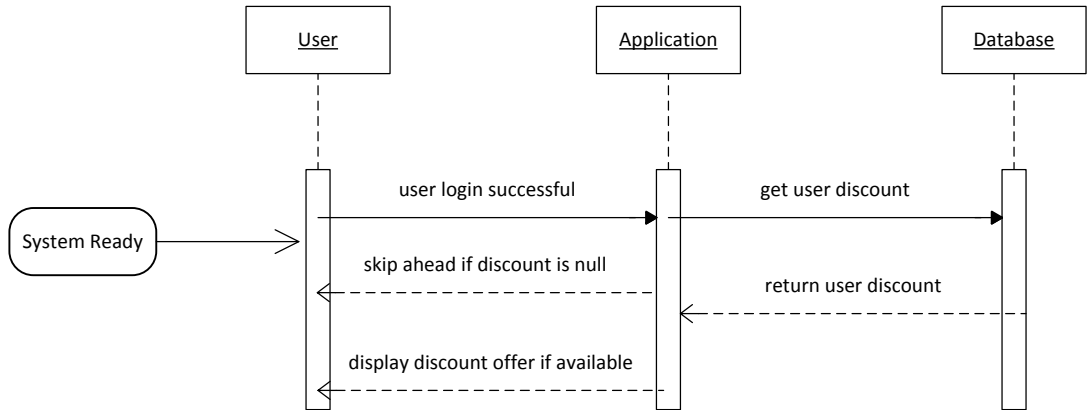 User
Application
Database
user login successful
get user discount
System Ready
skip ahead if discount is null
return user discount
display discount offer if available